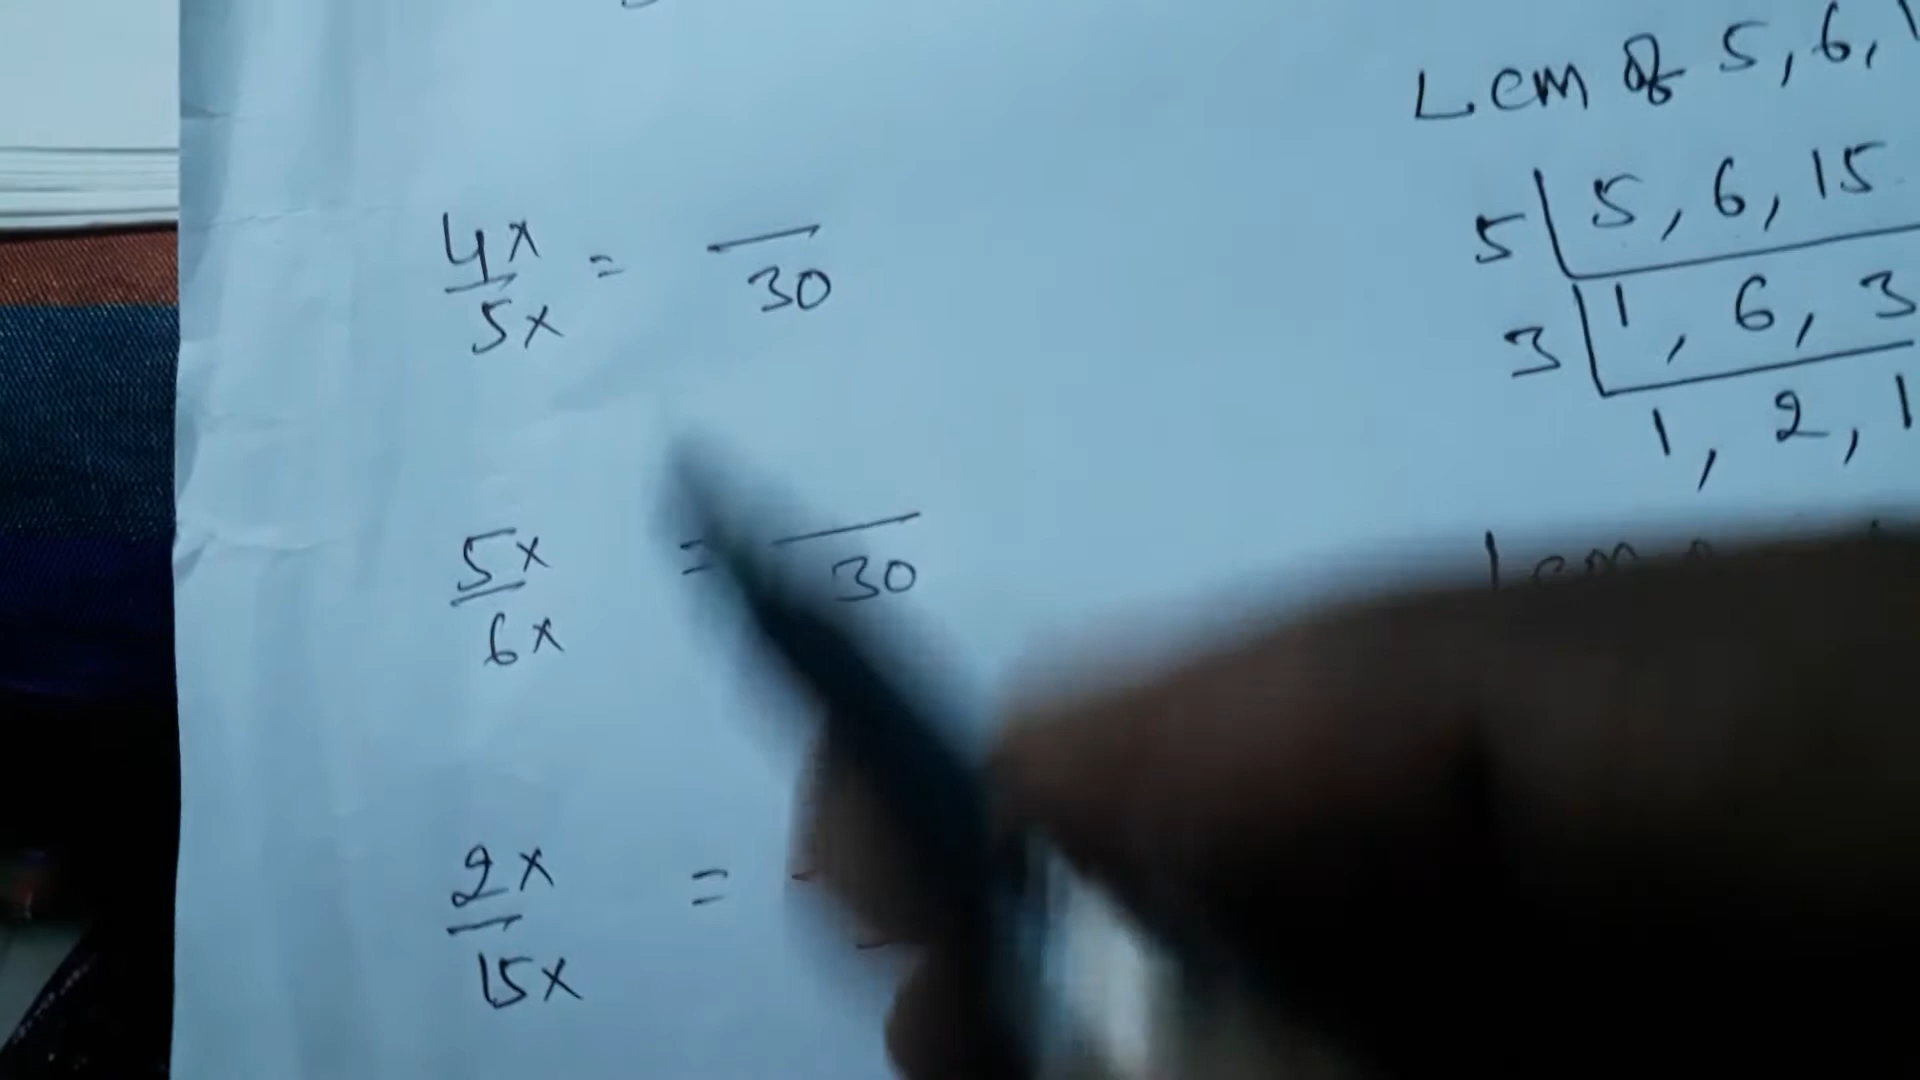 Lcm of 5, 6,
5 | 5, 6, 15
3 | 1, 6, 3
1, 2, 1
4x/5x = /30
5x/6x = /30
2x/15x =